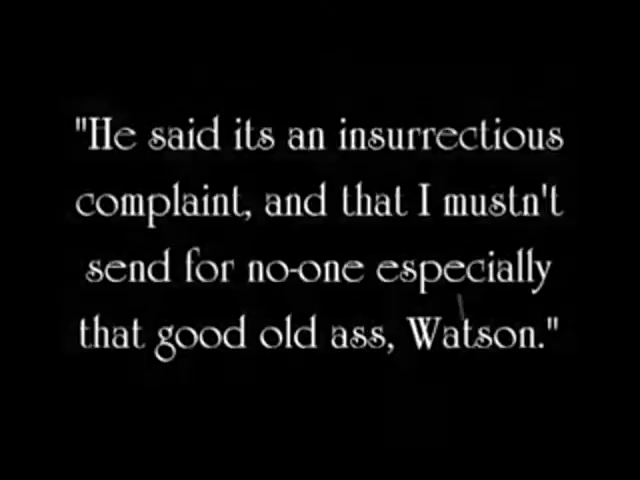 "He said its an insurrectious
complaint, and that I mustn't
send for no-one especially
that good old ass, Watson."